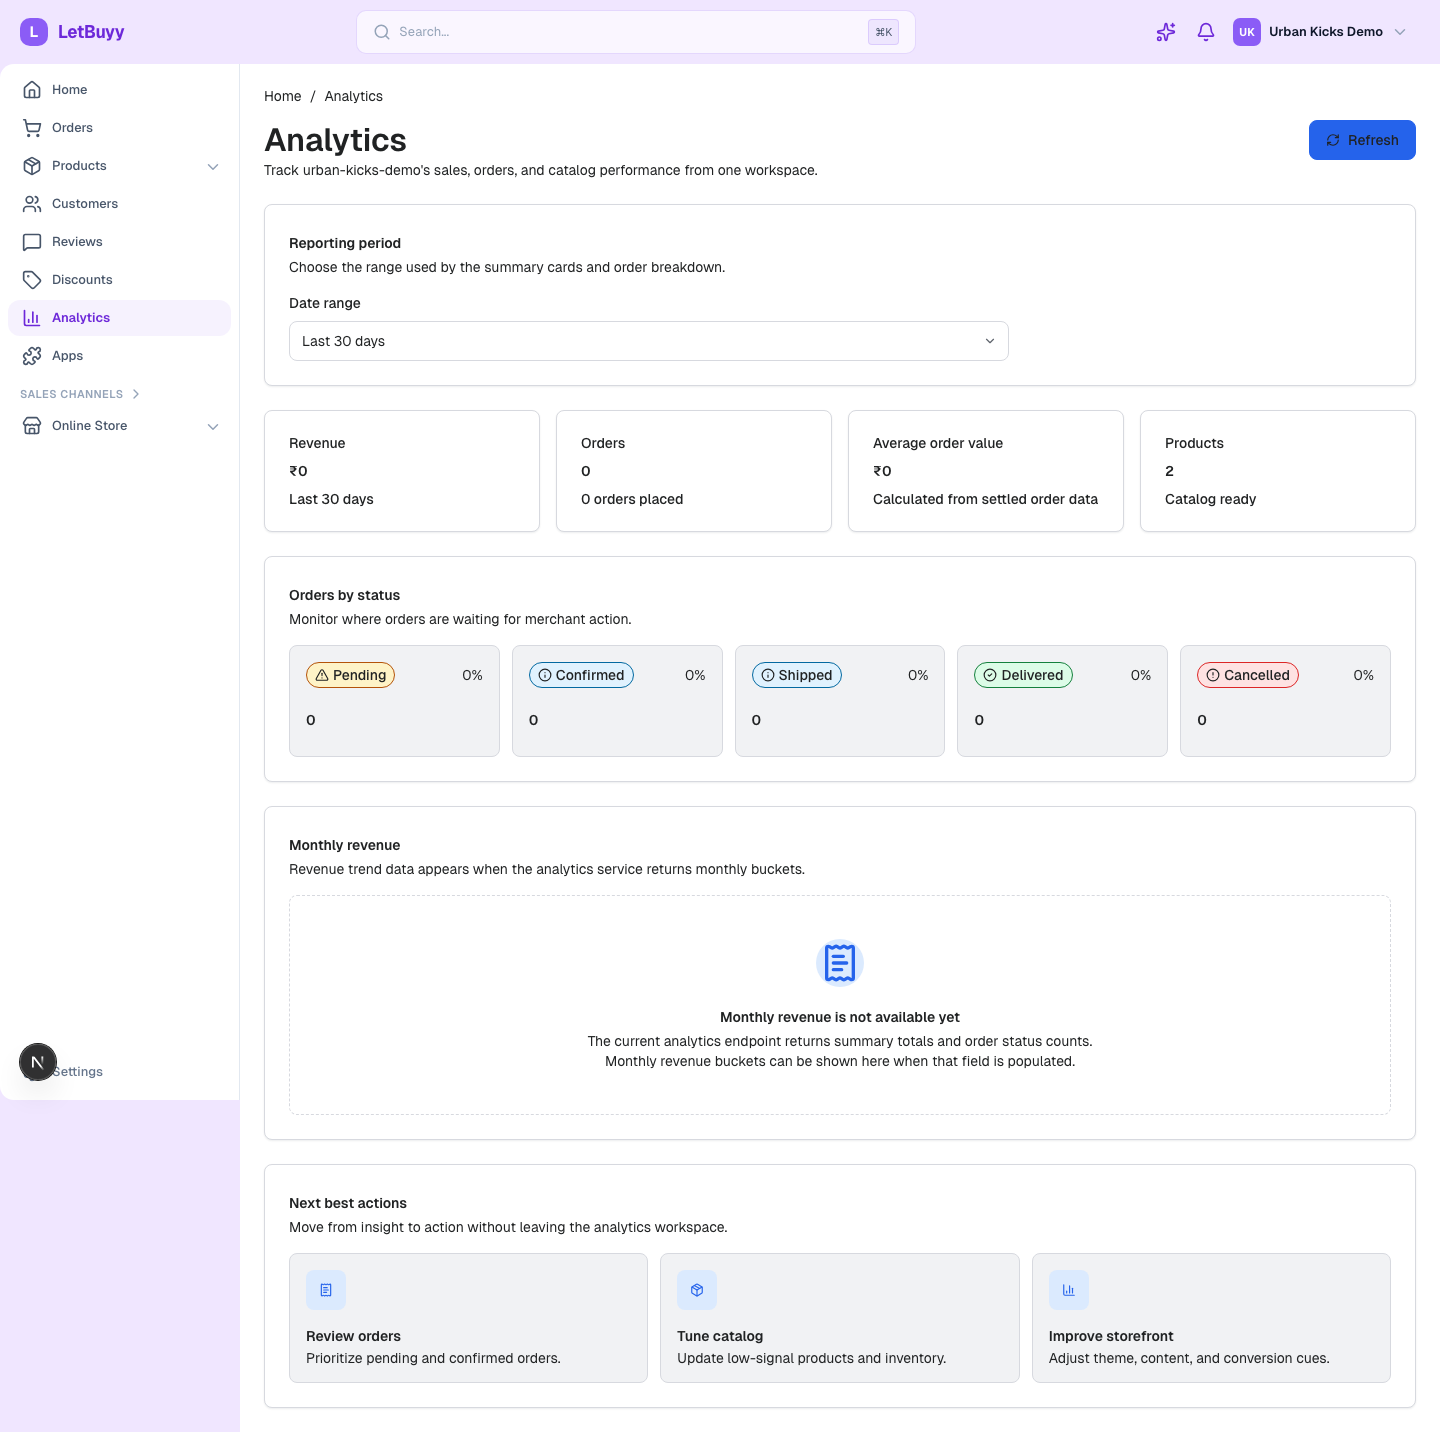 L LetBuyy
Search...
⌘K
UK Urban Kicks Demo
Home
Orders
Products
Customers
Reviews
Discounts
Analytics
Apps
SALES CHANNELS
Online Store
N
Settings
Home / Analytics
Analytics
Refresh
Track urban-kicks-demo's sales, orders, and catalog performance from one workspace.
Reporting period
Choose the range used by the summary cards and order breakdown.
Date range
Last 30 days
Revenue
₹0
Last 30 days
Orders
0
0 orders placed
Average order value
₹0
Calculated from settled order data
Products
2
Catalog ready
Orders by status
Monitor where orders are waiting for merchant action.
Pending 0%
0
Confirmed 0%
0
Shipped 0%
0
Delivered 0%
0
Cancelled 0%
0
Monthly revenue
Revenue trend data appears when the analytics service returns monthly buckets.
Monthly revenue is not available yet
The current analytics endpoint returns summary totals and order status counts.
Monthly revenue buckets can be shown here when that field is populated.
Next best actions
Move from insight to action without leaving the analytics workspace.
Review orders
Prioritize pending and confirmed orders.
Tune catalog
Update low-signal products and inventory.
Improve storefront
Adjust theme, content, and conversion cues.